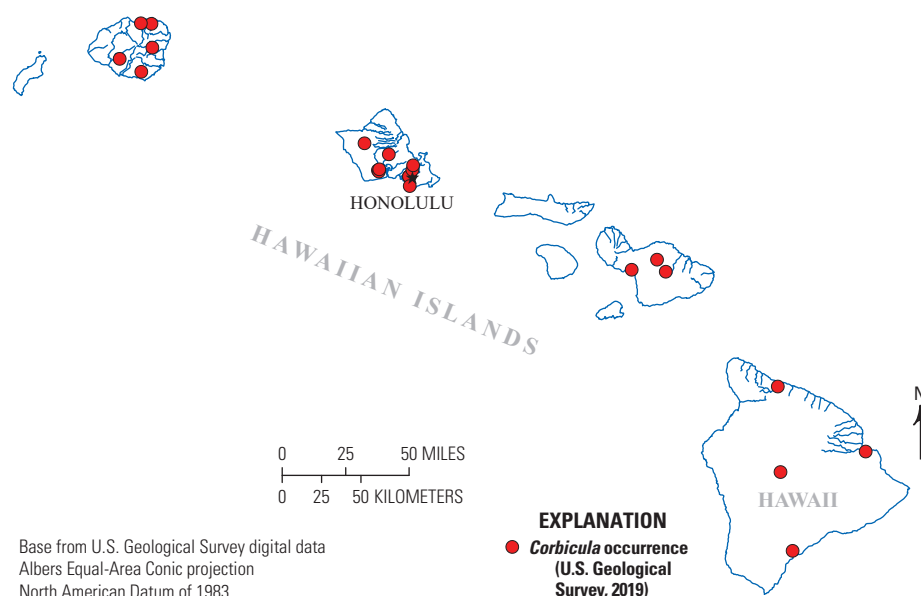 HONOLULU
HAWAIIAN ISLANDS
N
0 25 50 MILES
0 25 50 KILOMETERS
HAWAII
EXPLANATION
Corbicula occurrence
(U.S. Geological
Survey, 2019)
Base from U.S. Geological Survey digital data
Albers Equal-Area Conic projection
North American Datum of 1983